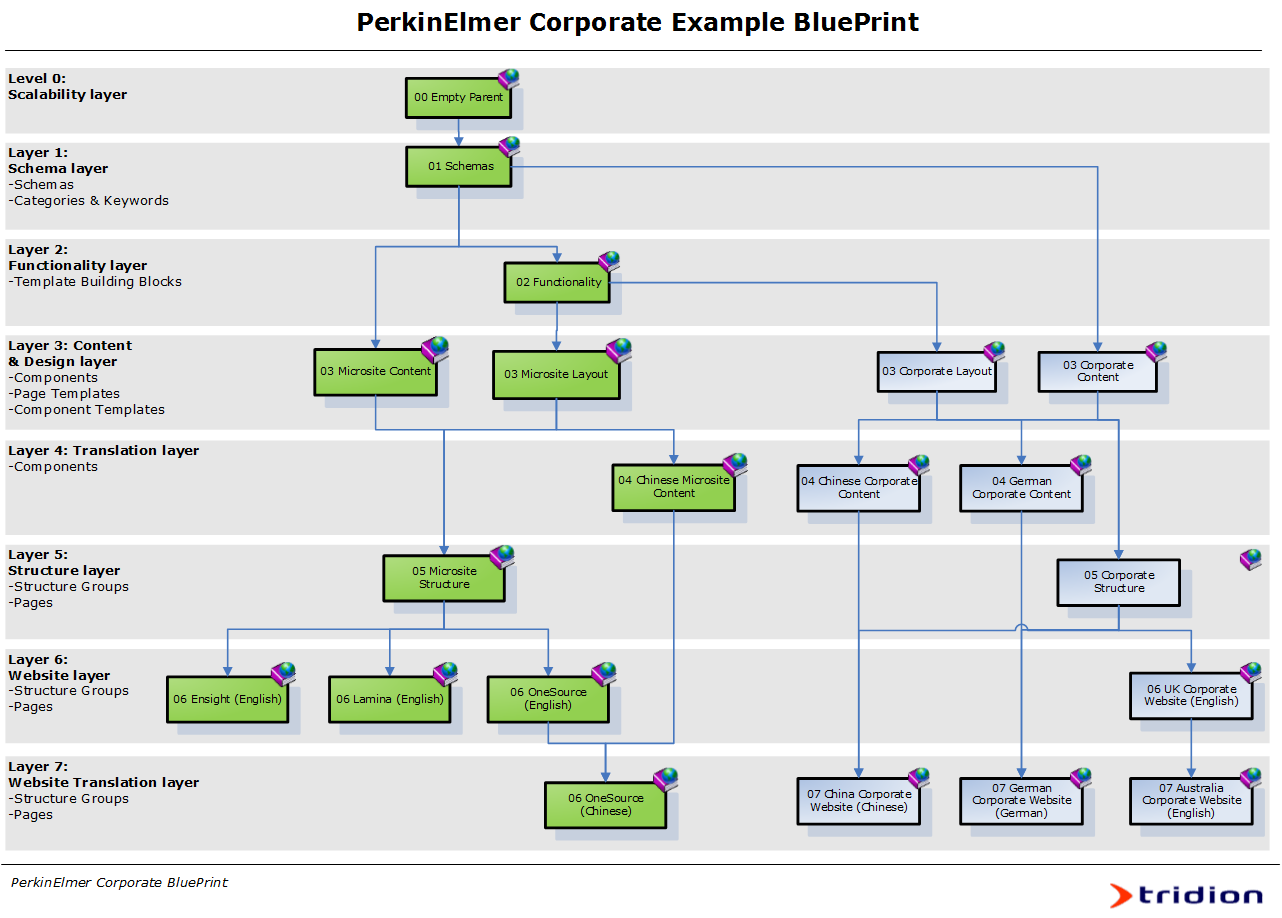 PerkinElmer Corporate Example BluePrint
Level 0:
Scalability layer
00 Empty Parent
Layer 1:
Schema layer
-Schemas
-Categories & Keywords
01 Schemas
Layer 2:
Functionality layer
-Template Building Blocks
02 Functionality
Layer 3: Content
& Design layer
-Components
-Page Templates
-Component Templates
03 Microsite Content
03 Microsite Layout
03 Corporate Layout
03 Corporate
Content
Layer 4: Translation layer
-Components
04 Chinese Microsite
Content
04 Chinese Corporate
Content
04 German
Corporate Content
Layer 5:
Structure layer
-Structure Groups
-Pages
05 Microsite
Structure
05 Corporate
Structure
Layer 6:
Website layer
-Structure Groups
-Pages
06 Ensight (English)
06 Lamina (English)
06 OneSource
(English)
06 UK Corporate
Website (English)
Layer 7:
Website Translation layer
-Structure Groups
-Pages
06 OneSource
(Chinese)
07 China Corporate
Website (Chinese)
07 German
Corporate Website
(German)
07 Australia
Corporate Website
(English)
PerkinElmer Corporate BluePrint
tridion